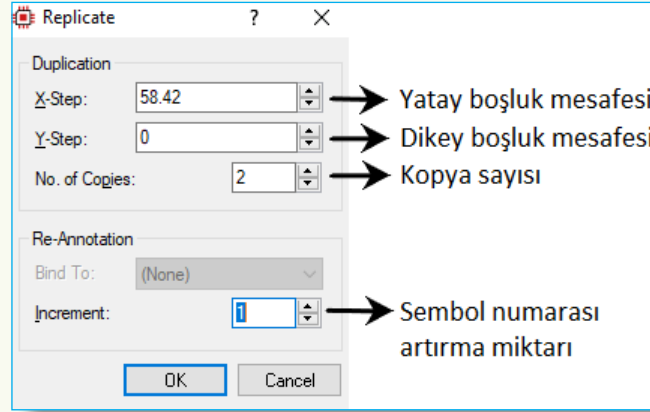 Replicate ? ×
Duplication
X-Step: 58.42 Yatay boşluk mesafesi
Y-Step: 0 Dikey boşluk mesafesi
No. of Copies: 2 Kopya sayısı
Re-Annotation
Bind To: (None)
Increment: 1 Sembol numarası
artırma miktarı
OK Cancel